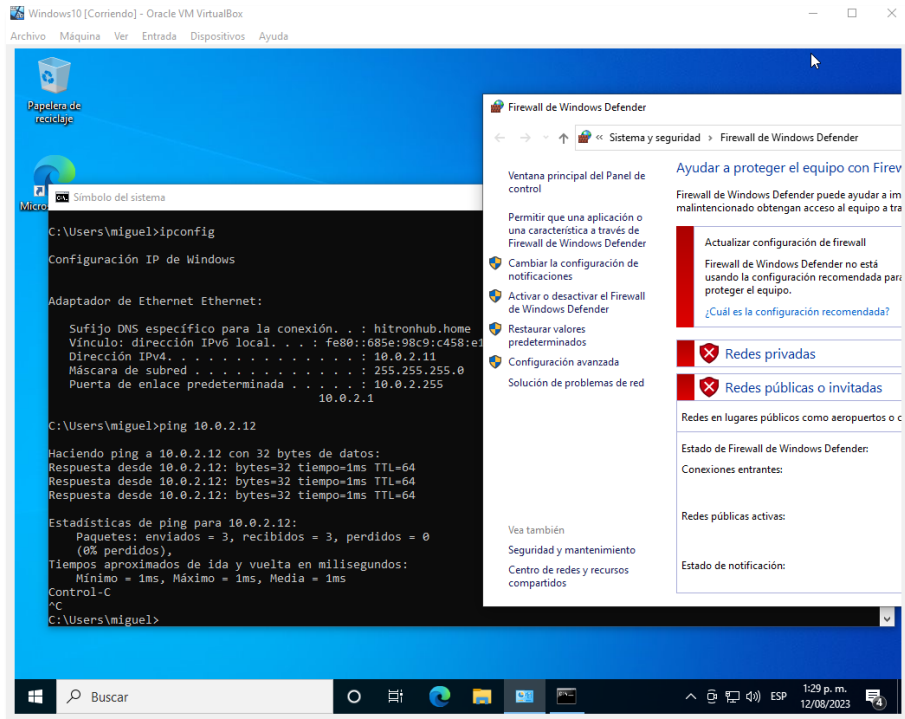 Windows10 [Corriendo] - Oracle VM VirtualBox
Archivo Máquina Ver Entrada Dispositivos Ayuda
Papelera de
reciclaje
Micro
Símbolo del sistema
C:\Users\miguel>ipconfig
Configuración IP de Windows
Adaptador de Ethernet Ethernet:
Sufijo DNS específico para la conexión. . : hitronhub.home
Vínculo: dirección IPv6 local. . . : fe80::685e:98c9:c458:e1
Dirección IPv4. . . . . . . . . . . . . . : 10.0.2.11
Máscara de subred . . . . . . . . . . . . : 255.255.255.0
Puerta de enlace predeterminada . . . . . : 10.0.2.255
10.0.2.1
C:\Users\miguel>ping 10.0.2.12
Haciendo ping a 10.0.2.12 con 32 bytes de datos:
Respuesta desde 10.0.2.12: bytes=32 tiempo=1ms TTL=64
Respuesta desde 10.0.2.12: bytes=32 tiempo=1ms TTL=64
Respuesta desde 10.0.2.12: bytes=32 tiempo=1ms TTL=64
Estadísticas de ping para 10.0.2.12:
Paquetes: enviados = 3, recibidos = 3, perdidos = 0
(0% perdidos),
Tiempos aproximados de ida y vuelta en milisegundos:
Mínimo = 1ms, Máximo = 1ms, Media = 1ms
Control-C
^C
C:\Users\miguel>
Firewall de Windows Defender
« Sistema y seguridad > Firewall de Windows Defender
Ventana principal del Panel de
control
Permitir que una aplicación o
una característica a través de
Firewall de Windows Defender
Cambiar la configuración de
notificaciones
Activar o desactivar el Firewall
de Windows Defender
Restaurar valores
predeterminados
Configuración avanzada
Solución de problemas de red
Vea también
Seguridad y mantenimiento
Centro de redes y recursos
compartidos
Ayudar a proteger el equipo con Firew
Firewall de Windows Defender puede ayudar a im
malintencionado obtengan acceso al equipo a tra
Actualizar configuración de firewall
Firewall de Windows Defender no está
usando la configuración recomendada para
proteger el equipo.
¿Cuál es la configuración recomendada?
Redes privadas
Redes públicas o invitadas
Redes en lugares públicos como aeropuertos o c
Estado de Firewall de Windows Defender:
Conexiones entrantes:
Redes públicas activas:
Estado de notificación:
Buscar
ESP
1:29 p. m.
12/08/2023
4